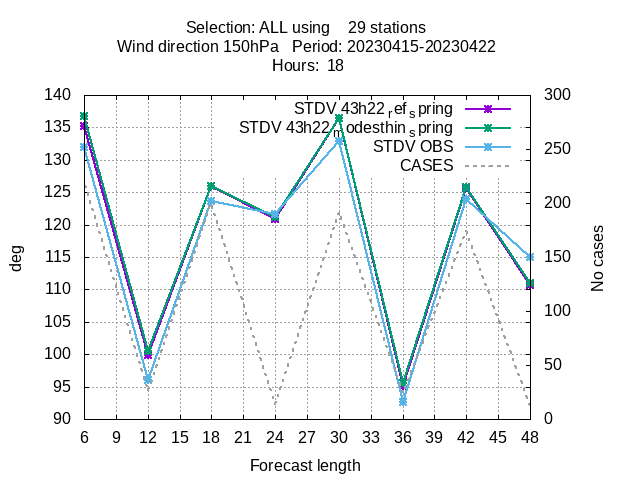 Selection: ALL using    29 stations
Wind direction 150hPa   Period: 20230415-20230422
Hours: 18
STDV 43h22_ref_spring
STDV 43h22_modesthin_spring
STDV OBS
CASES
deg
No cases
140
135
130
125
120
115
110
105
100
95
90
300
250
200
150
100
50
0
6 9 12 15 18 21 24 27 30 33 36 39 42 45 48
Forecast length